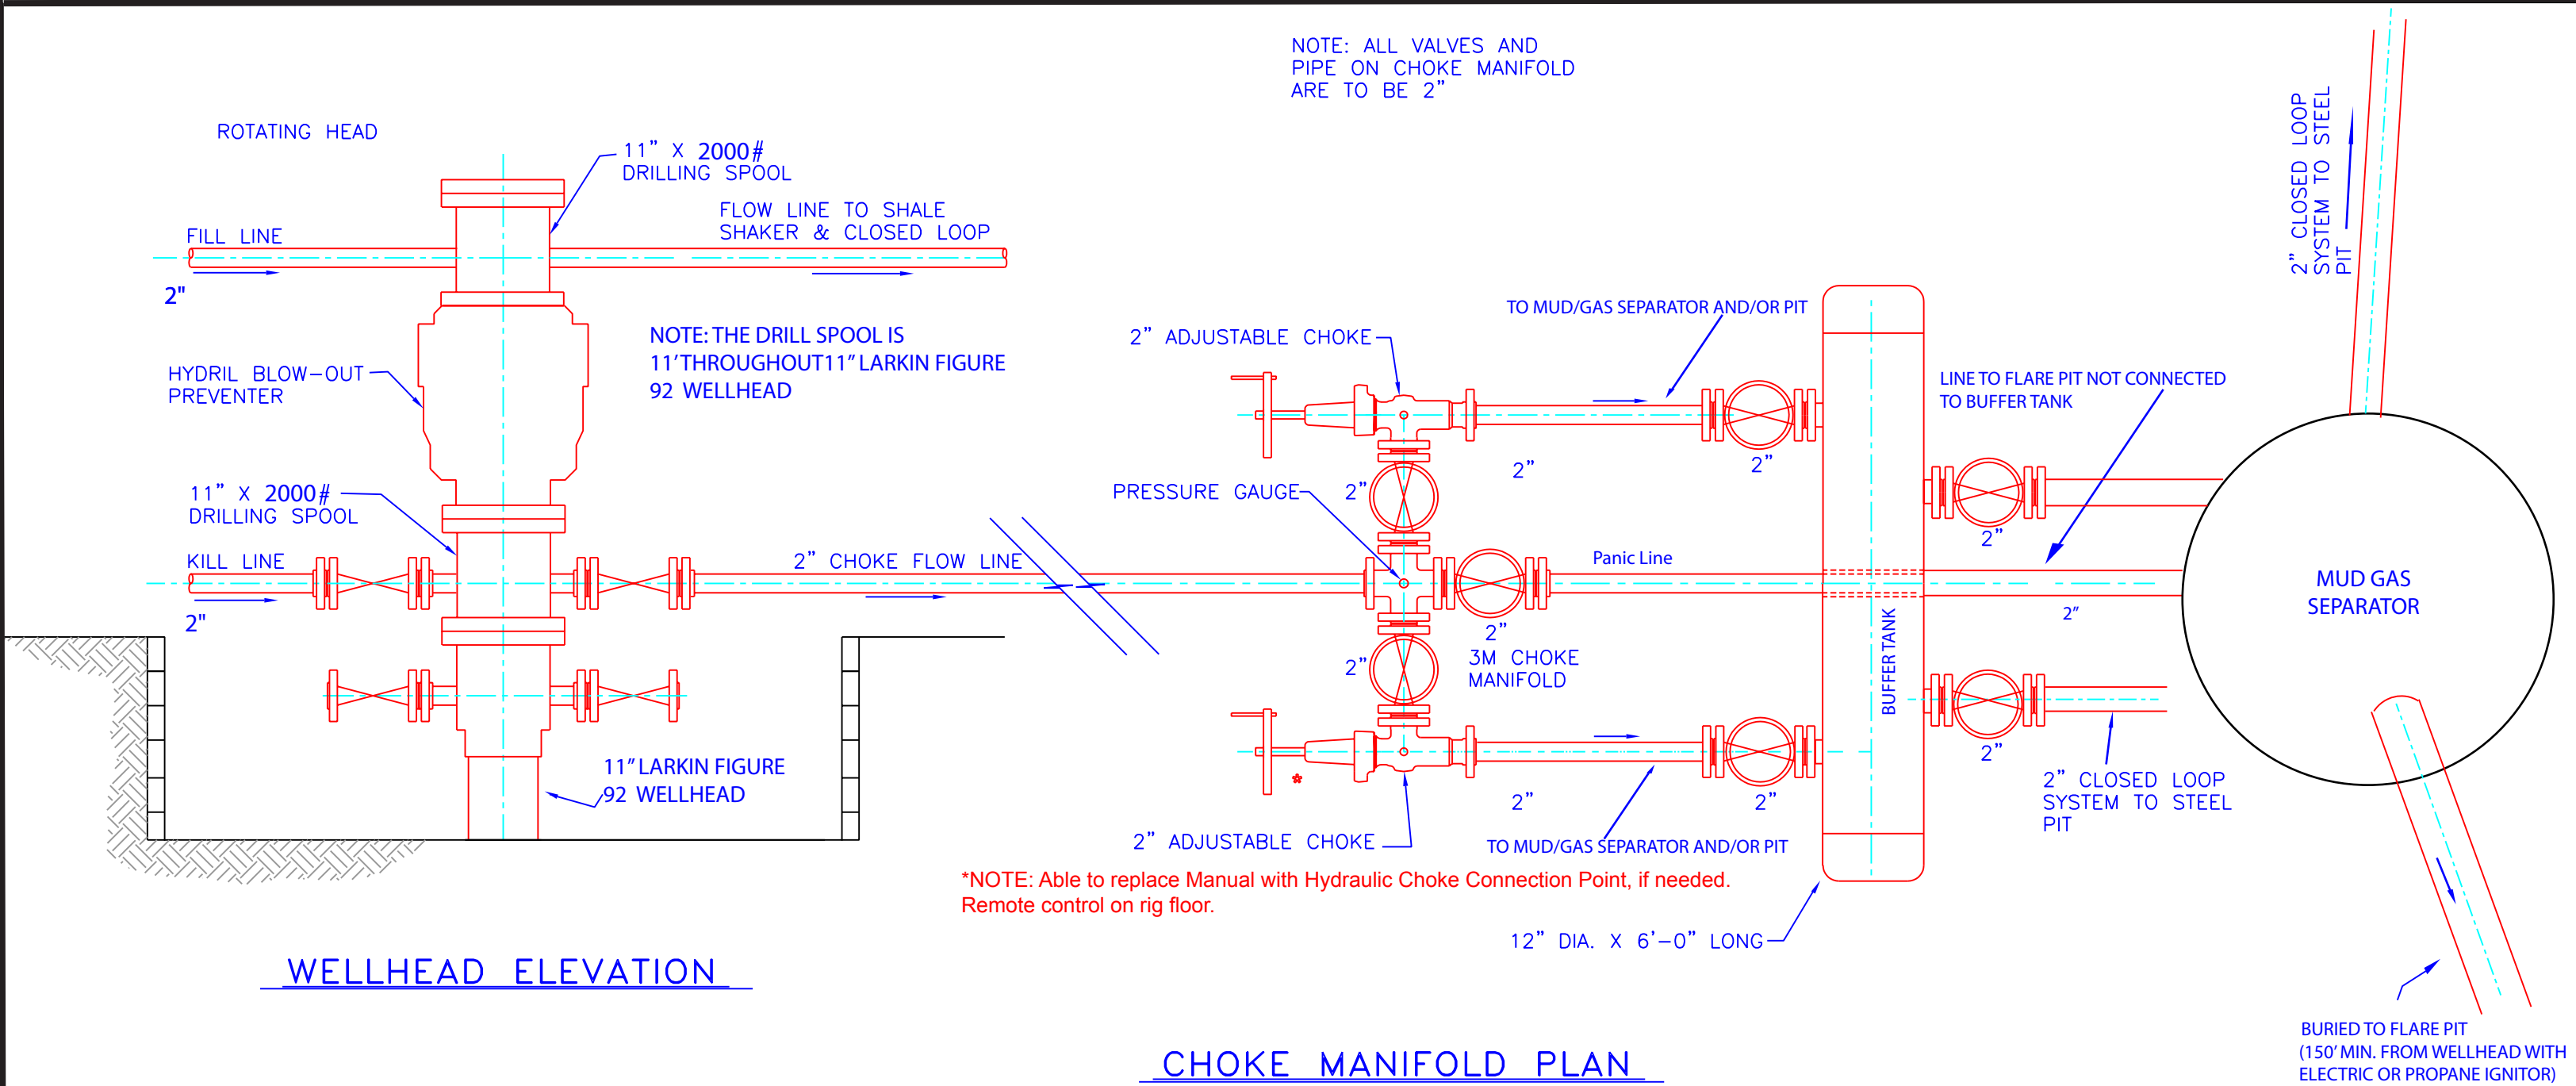 NOTE: ALL VALVES AND
PIPE ON CHOKE MANIFOLD
ARE TO BE 2”
ROTATING HEAD
11” X 2000#
DRILLING SPOOL
FLOW LINE TO SHALE
SHAKER & CLOSED LOOP
FILL LINE
2"
NOTE: THE DRILL SPOOL IS
11’THROUGHOUT11” LARKIN FIGURE
92 WELLHEAD
HYDRIL BLOW-OUT
PREVENTER
11” X 2000#
DRILLING SPOOL
KILL LINE
2"
2” CHOKE FLOW LINE
11” LARKIN FIGURE
92 WELLHEAD
WELLHEAD ELEVATION
2” ADJUSTABLE CHOKE
TO MUD/GAS SEPARATOR AND/OR PIT
2”
2”
PRESSURE GAUGE
2”
Panic Line
2”
3M CHOKE
MANIFOLD
2”
*
2”
2”
2” ADJUSTABLE CHOKE
TO MUD/GAS SEPARATOR AND/OR PIT
*NOTE: Able to replace Manual with Hydraulic Choke Connection Point, if needed.
Remote control on rig floor.
BUFFER TANK
12” DIA. X 6’-0” LONG
CHOKE MANIFOLD PLAN
2” CLOSED LOOP
SYSTEM TO STEEL
PIT
LINE TO FLARE PIT NOT CONNECTED
TO BUFFER TANK
2”
2”
2”
2” CLOSED LOOP
SYSTEM TO STEEL
PIT
MUD GAS
SEPARATOR
BURIED TO FLARE PIT
(150’ MIN. FROM WELLHEAD WITH
ELECTRIC OR PROPANE IGNITOR)